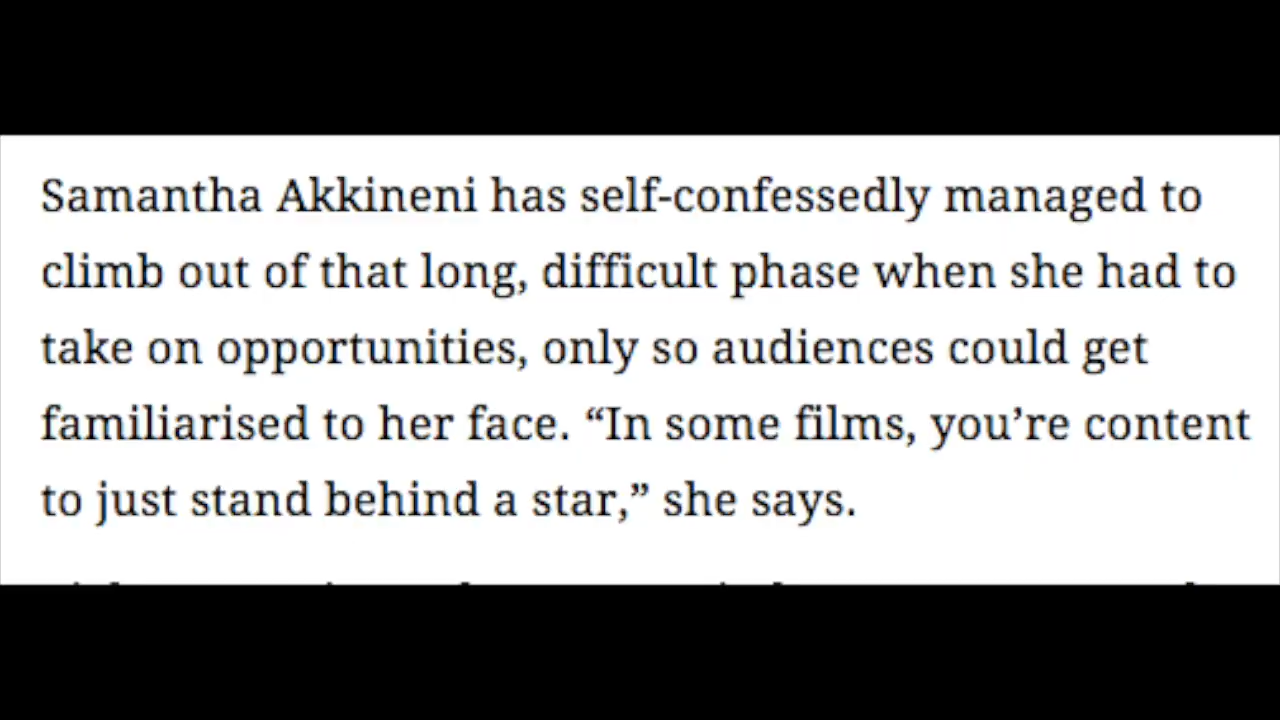 Samantha Akkineni has self-confessedly managed to
climb out of that long, difficult phase when she had to
take on opportunities, only so audiences could get
familiarised to her face. “In some films, you’re content
to just stand behind a star,” she says.